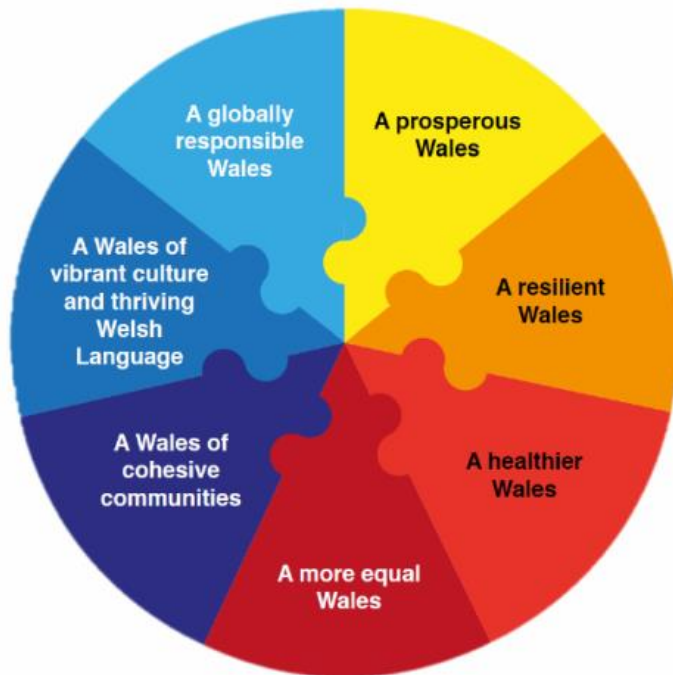 A prosperous
Wales
A resilient
Wales
A healthier
Wales
A more equal
Wales
A Wales of
cohesive
communities
A Wales of
vibrant culture
and thriving
Welsh
Language
A globally
responsible
Wales